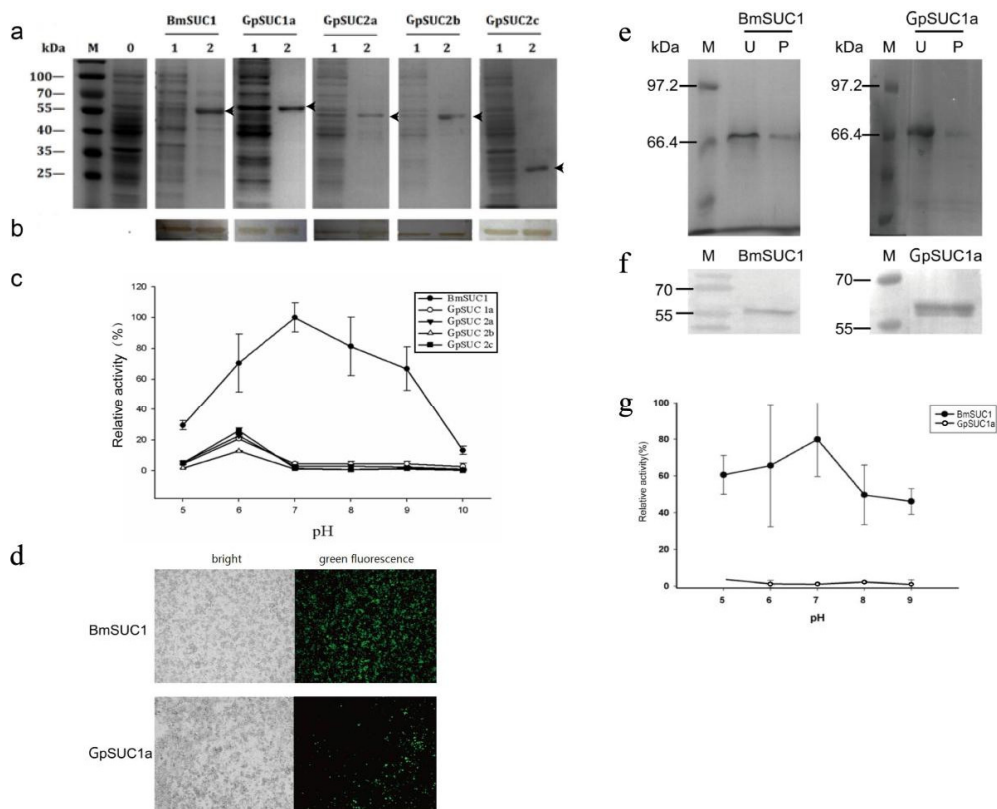 a
BmSUC1 GpSUC1a GpSUC2a GpSUC2b GpSUC2c
kDa M 0 1 2 1 2 1 2 1 2 1 2
100
70
55
40
35
25
b
c
Relative activity (%)
120
100
80
60
40
20
0
5 6 7 8 9 10
pH
BmSUC1
GpSUC 1a
GpSUC 2a
GpSUC 2b
GpSUC 2c
d
bright green fluorescence
BmSUC1
GpSUC1a
e
BmSUC1 GpSUC1a
kDa M U P kDa M U P
97.2 97.2
66.4 66.4
f
M BmSUC1 M GpSUC1a
70 70
55 55
g
Relative activity(%)
100
80
60
40
20
0
5 6 7 8 9
pH
BmSUC1
GpSUC1a